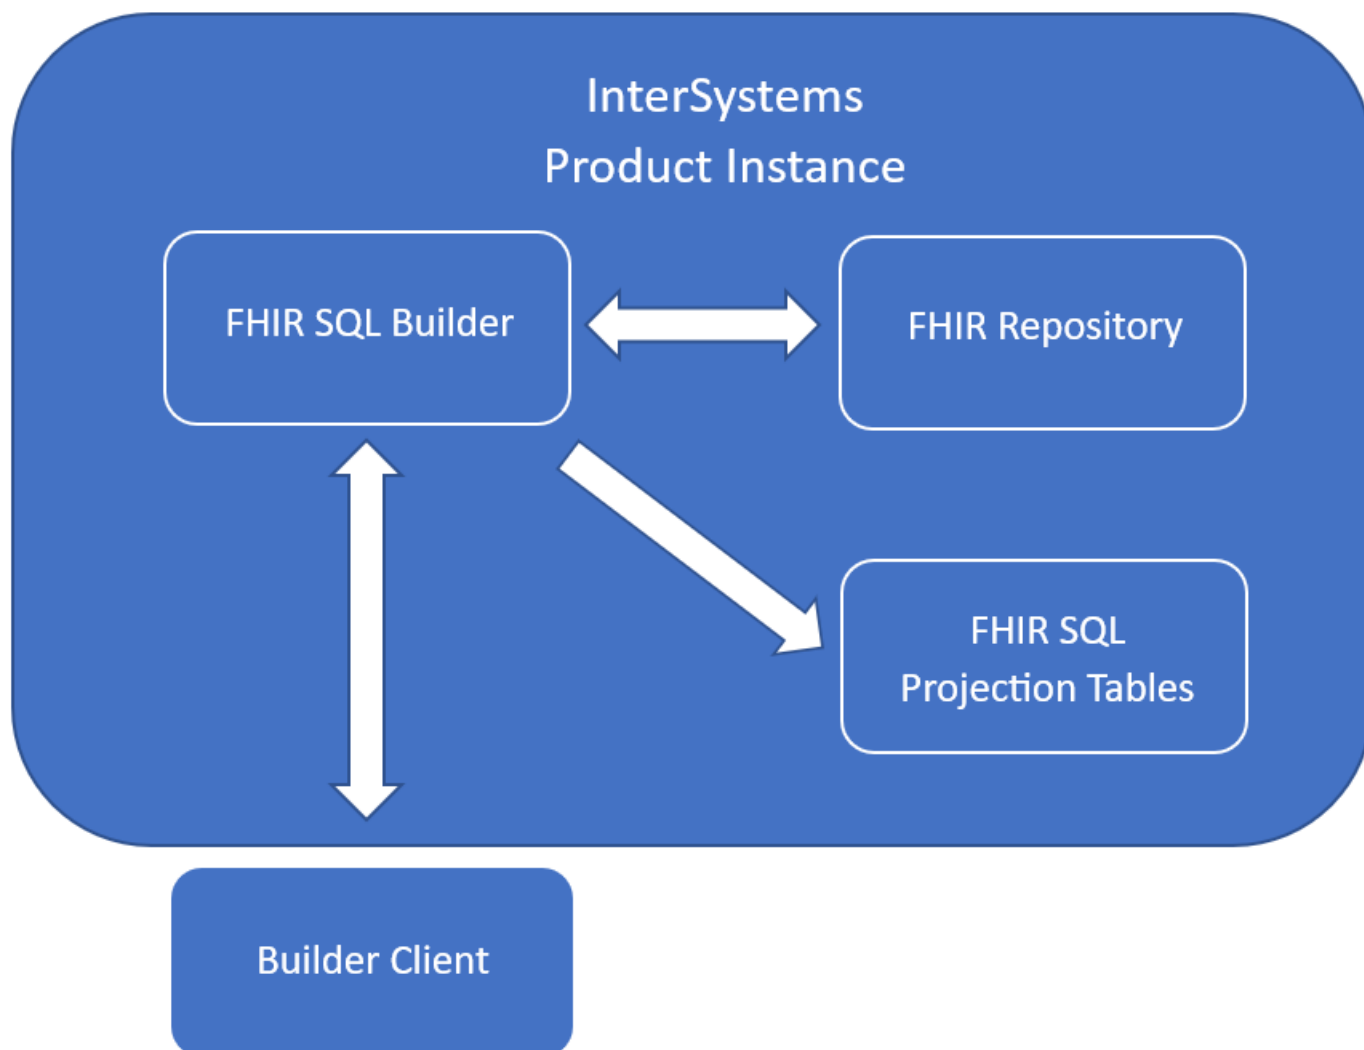 InterSystems
Product Instance
FHIR SQL Builder
FHIR Repository
FHIR SQL
Projection Tables
Builder Client